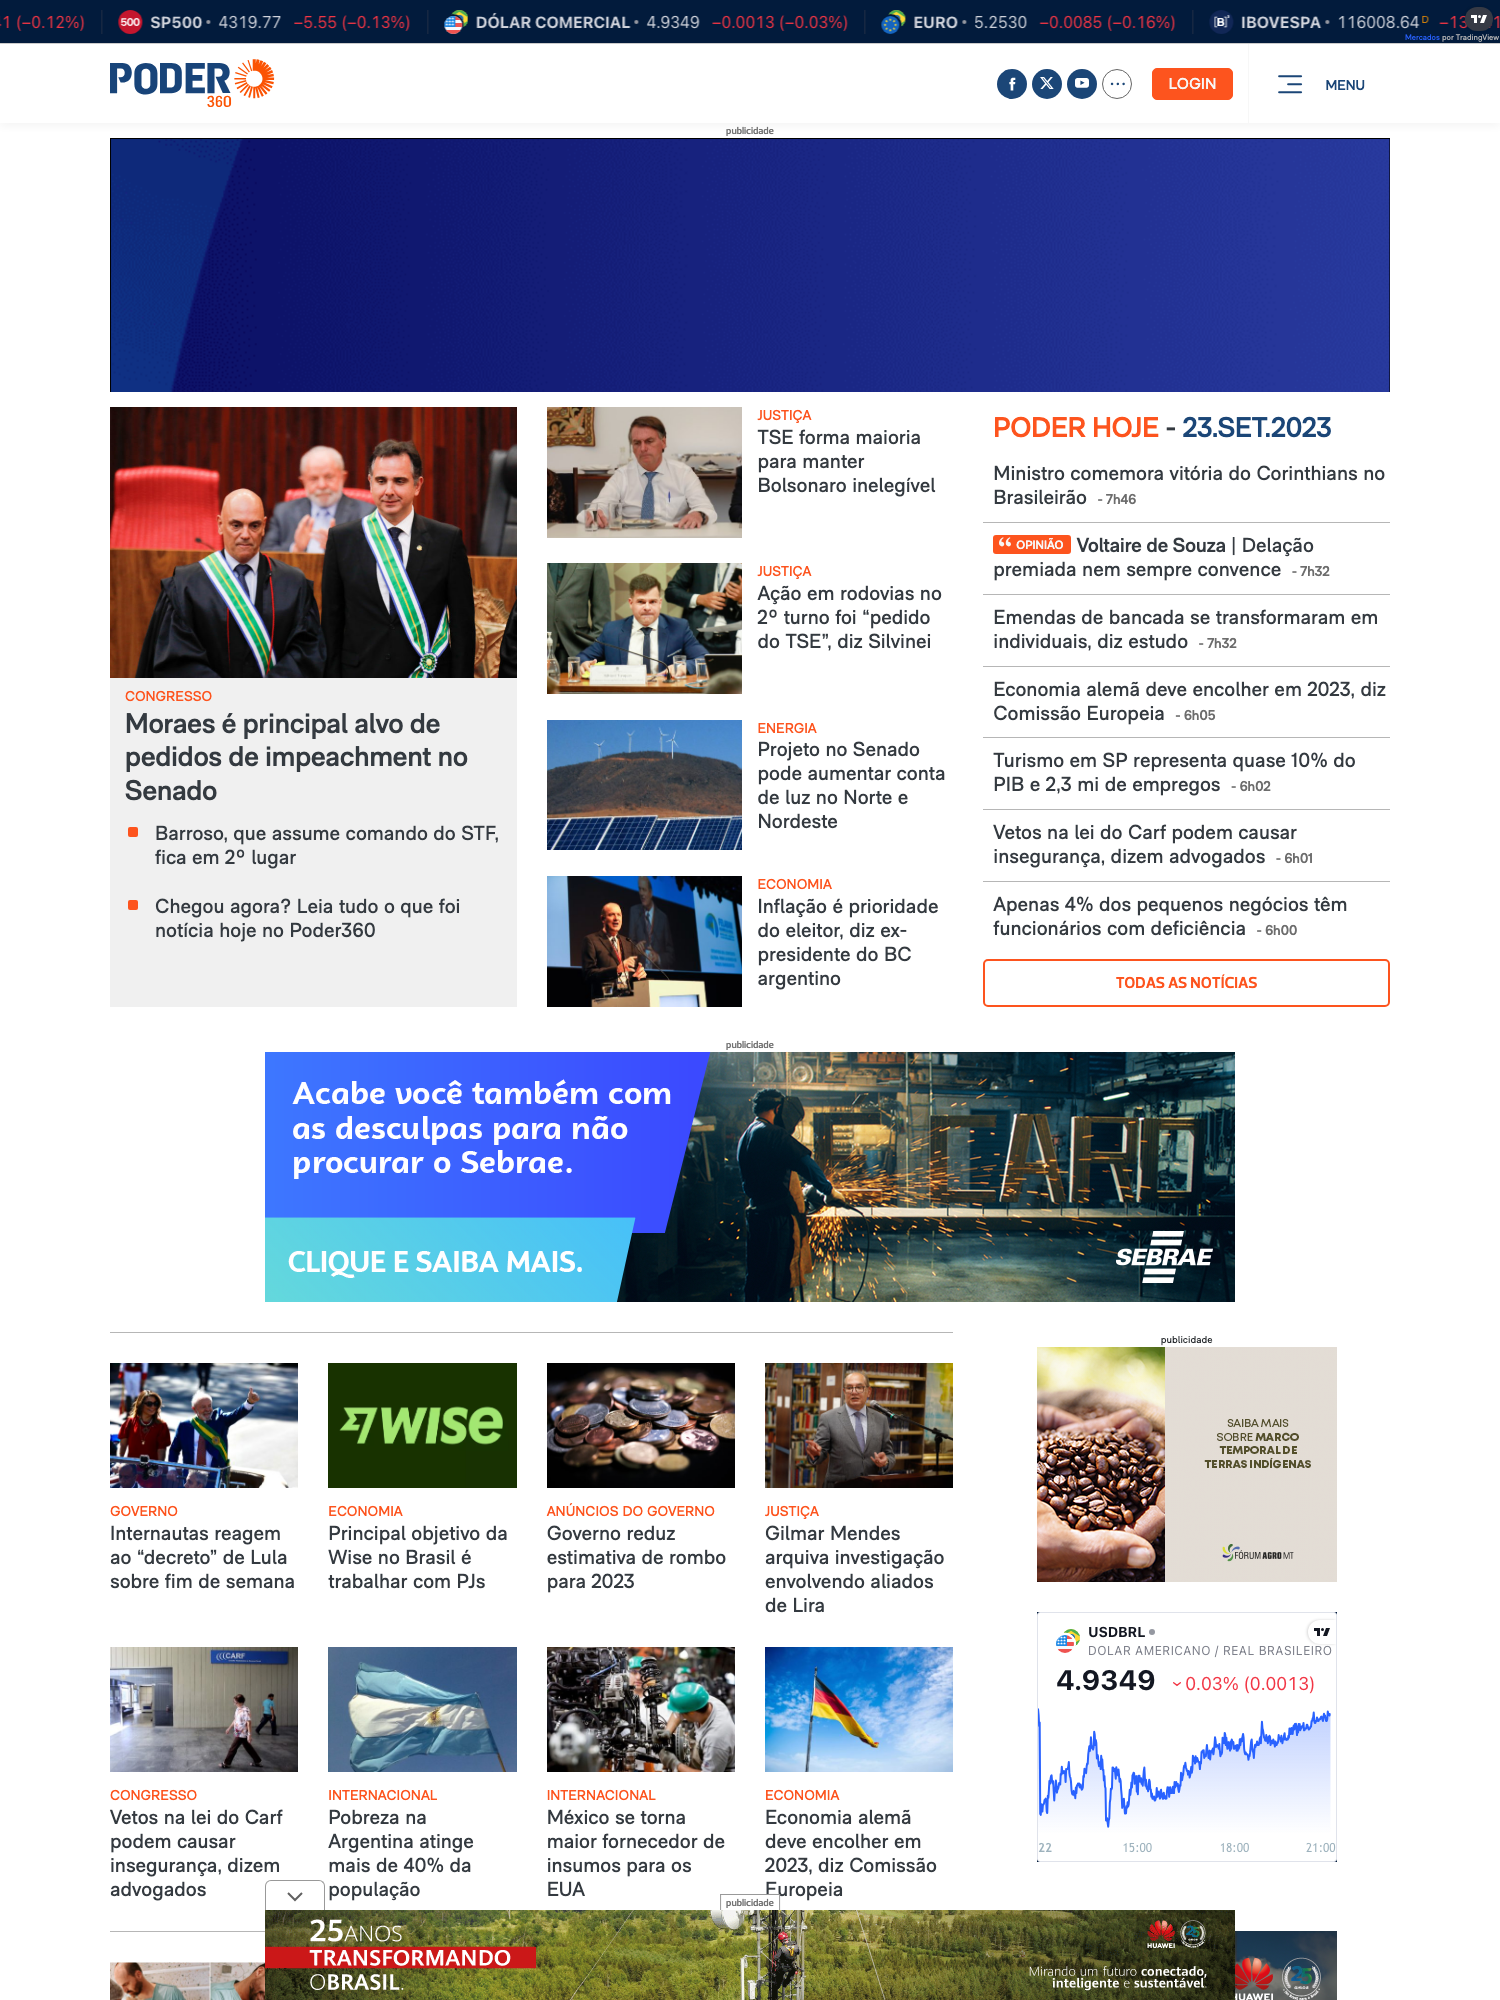 (−0.12%)
500 SP500 • 4319.77 −5.55 (−0.13%)
DÓLAR COMERCIAL • 4.9349 −0.0013 (−0.03%)
EURO • 5.2530 −0.0085 (−0.16%)
IBOVESPA • 116008.64 D
Mercados por TradingView
PODER
360
LOGIN
MENU
publicidade
CONGRESSO
Moraes é principal alvo de
pedidos de impeachment no
Senado
Barroso, que assume comando do STF,
fica em 2º lugar
Chegou agora? Leia tudo o que foi
notícia hoje no Poder360
JUSTIÇA
TSE forma maioria
para manter
Bolsonaro inelegível
JUSTIÇA
Ação em rodovias no
2º turno foi “pedido
do TSE”, diz Silvinei
ENERGIA
Projeto no Senado
pode aumentar conta
de luz no Norte e
Nordeste
ECONOMIA
Inflação é prioridade
do eleitor, diz ex-
presidente do BC
argentino
PODER HOJE - 23.SET.2023
Ministro comemora vitória do Corinthians no
Brasileirão - 7h46
“ OPINIÃO Voltaire de Souza | Delação
premiada nem sempre convence - 7h32
Emendas de bancada se transformaram em
individuais, diz estudo - 7h32
Economia alemã deve encolher em 2023, diz
Comissão Europeia - 6h05
Turismo em SP representa quase 10% do
PIB e 2,3 mi de empregos - 6h02
Vetos na lei do Carf podem causar
insegurança, dizem advogados - 6h01
Apenas 4% dos pequenos negócios têm
funcionários com deficiência - 6h00
TODAS AS NOTÍCIAS
publicidade
Acabe você também com
as desculpas para não
procurar o Sebrae.
CLIQUE E SAIBA MAIS.
SEBRAE
WISE
GOVERNO
Internautas reagem
ao “decreto” de Lula
sobre fim de semana
ECONOMIA
Principal objetivo da
Wise no Brasil é
trabalhar com PJs
ANÚNCIOS DO GOVERNO
Governo reduz
estimativa de rombo
para 2023
JUSTIÇA
Gilmar Mendes
arquiva investigação
envolvendo aliados
de Lira
CARF
CONGRESSO
Vetos na lei do Carf
podem causar
insegurança, dizem
advogados
INTERNACIONAL
Pobreza na
Argentina atinge
mais de 40% da
população
INTERNACIONAL
México se torna
maior fornecedor de
insumos para os
EUA
ECONOMIA
Economia alemã
deve encolher em
2023, diz Comissão
Europeia
publicidade
SAIBA MAIS
SOBRE MARCO
TEMPORAL DE
TERRAS INDÍGENAS
FÓRUM AGRO MT
USDBRL
DOLAR AMERICANO / REAL BRASILEIRO
4.9349 0.03% (0.0013)
22 15:00 18:00 21:00
publicidade
25 ANOS
TRANSFORMANDO
O BRASIL.
HUAWEI
Mirando um futuro conectado,
inteligente e sustentável
HUAWEI